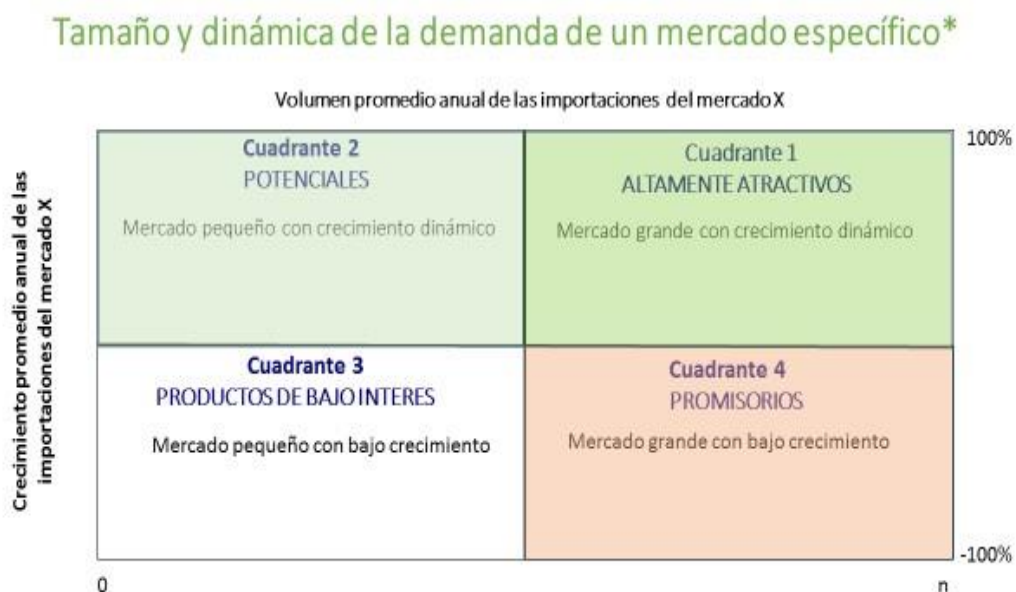 Tamaño y dinámica de la demanda de un mercado específico*
Volumen promedio anual de las importaciones del mercado X
Crecimiento promedio anual de las
importaciones del mercado X
Cuadrante 2
POTENCIALES
Mercado pequeño con crecimiento dinámico
Cuadrante 1
ALTAMENTE ATRACTIVOS
Mercado grande con crecimiento dinámico
100%
Cuadrante 3
PRODUCTOS DE BAJO INTERES
Mercado pequeño con bajo crecimiento
Cuadrante 4
PROMISORIOS
Mercado grande con bajo crecimiento
-100%
0
n